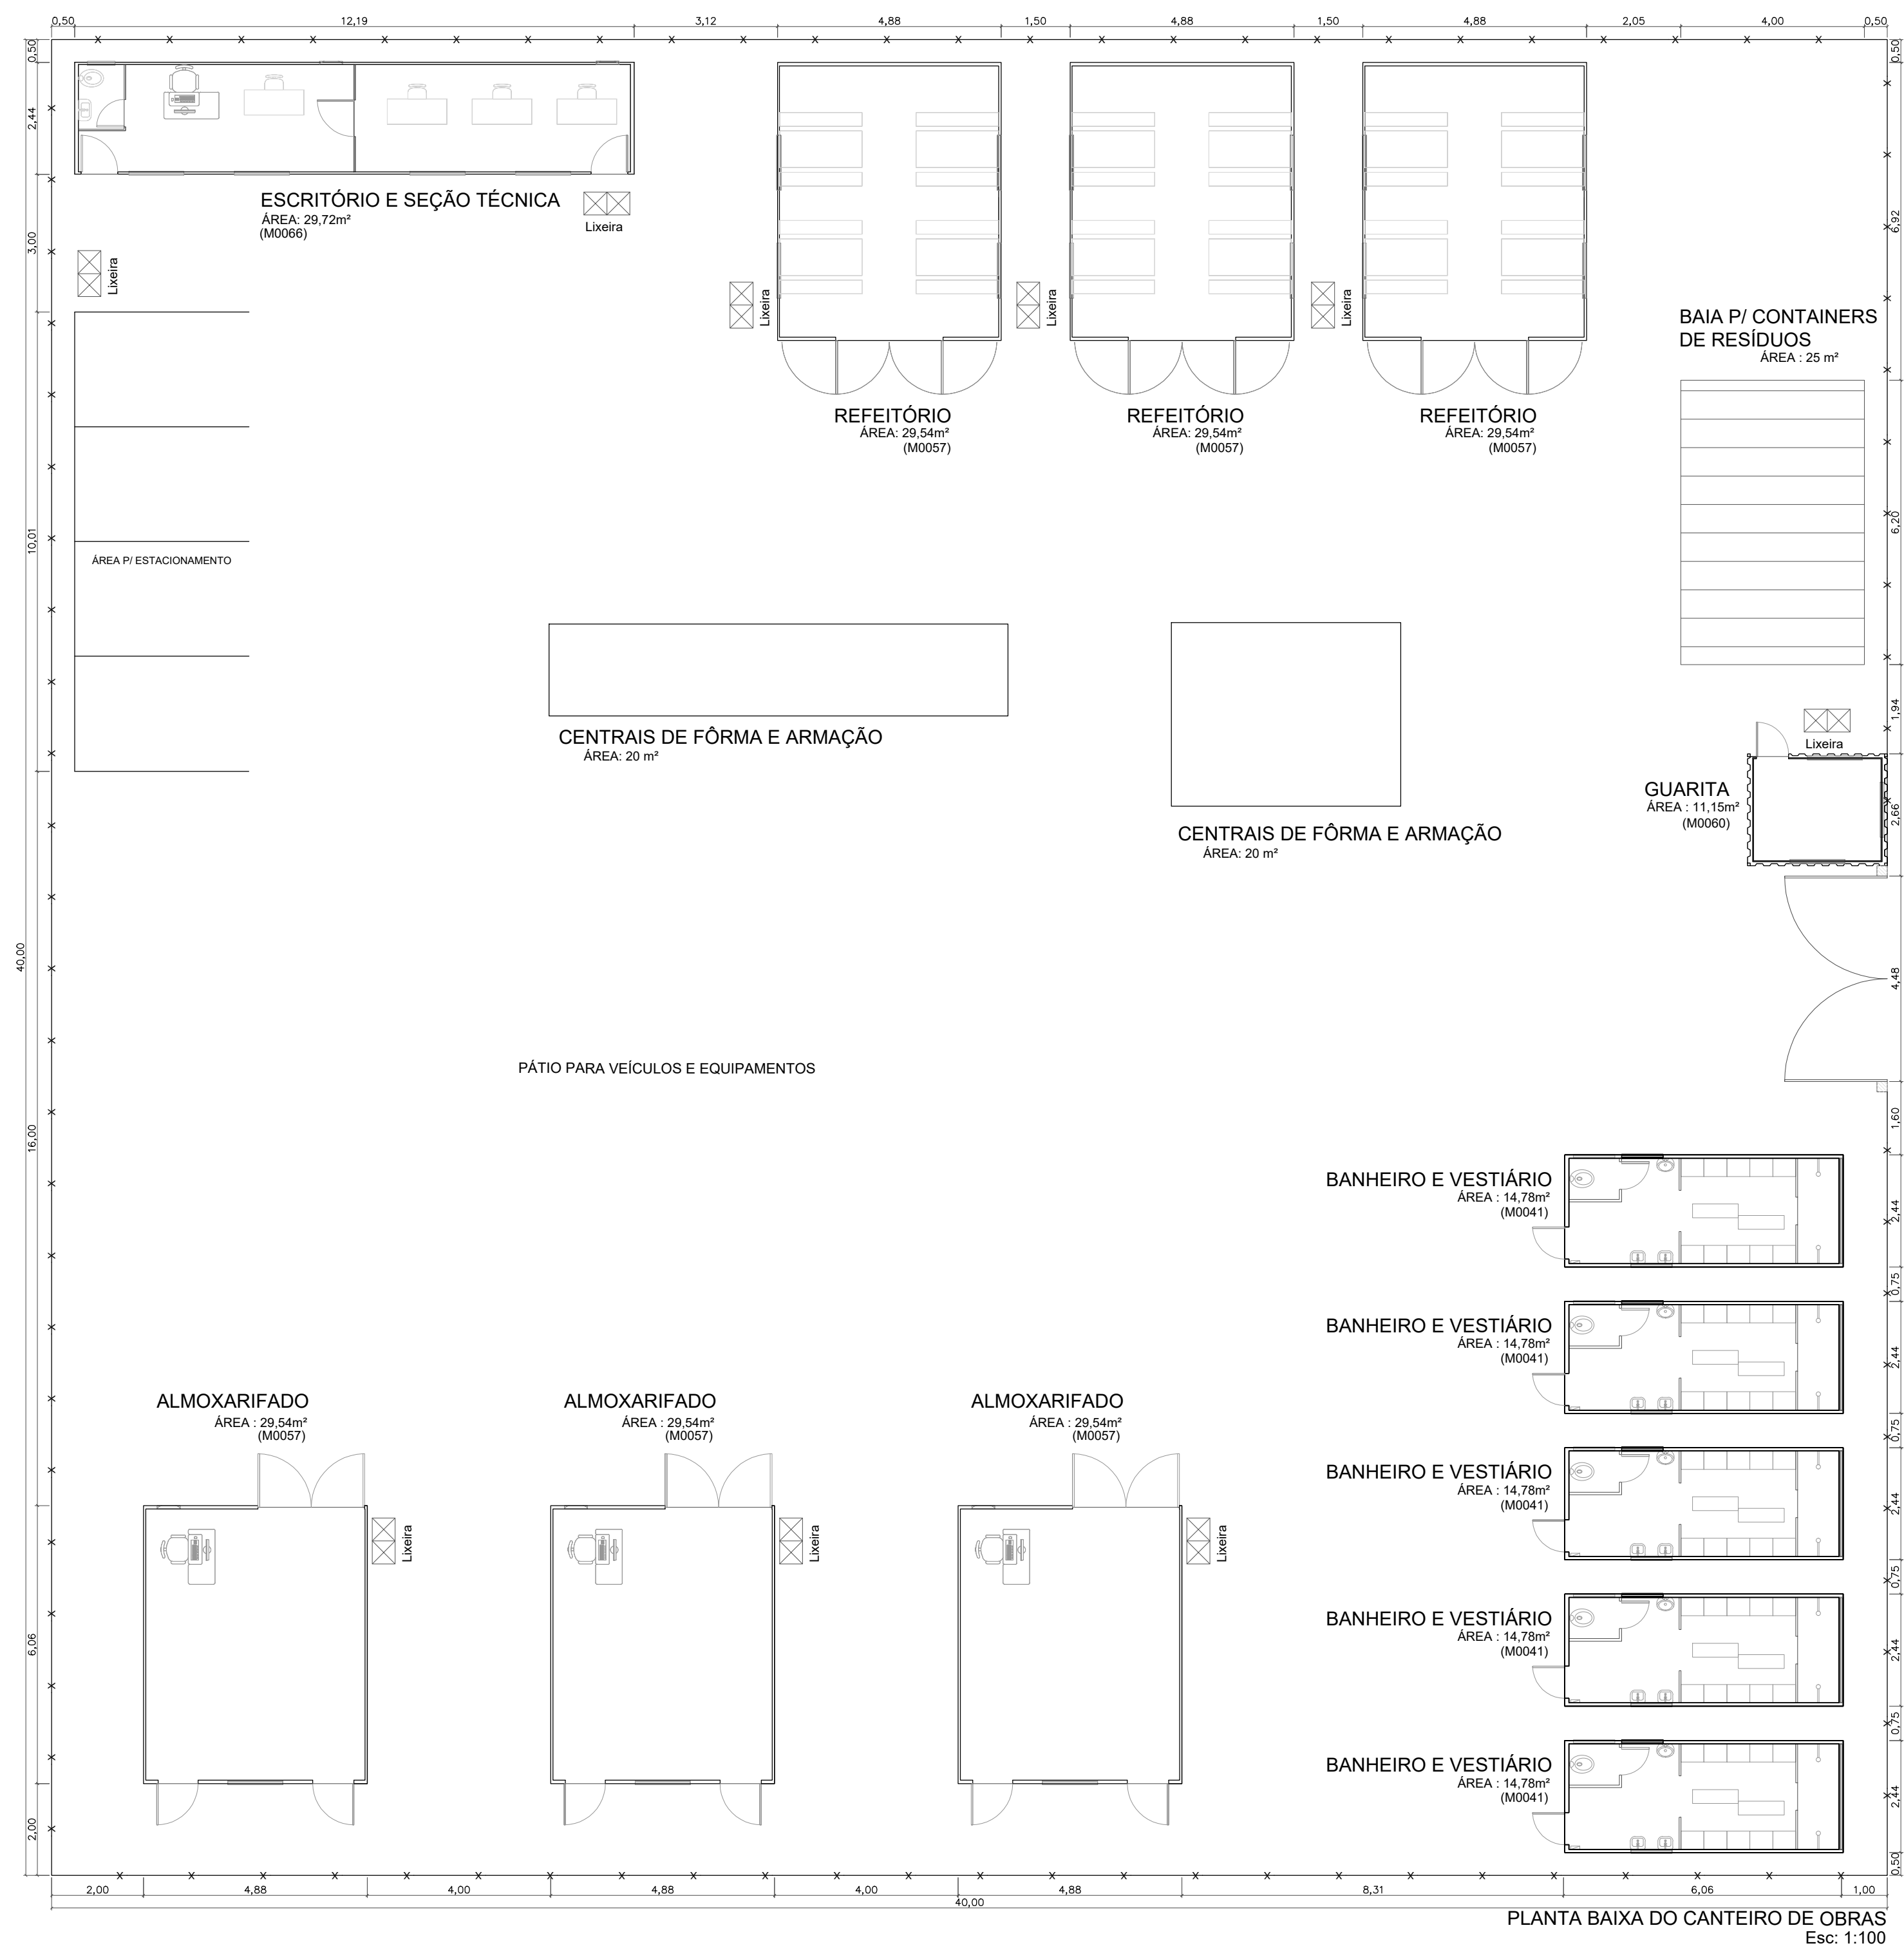 0,50 12,19 3,12 4,88 1,50 4,88 1,50 4,88 2,05 4,00 0,50
0,50
2,44
3,00
10,01
40,00
16,00
6,06
2,00
ESCRITÓRIO E SEÇÃO TÉCNICA
ÁREA: 29,72m²
(M0066)
Lixeira
Lixeira
Lixeira
Lixeira
Lixeira
REFEITÓRIO
ÁREA: 29,54m²
(M0057)
REFEITÓRIO
ÁREA: 29,54m²
(M0057)
REFEITÓRIO
ÁREA: 29,54m²
(M0057)
BAIA P/ CONTAINERS
DE RESÍDUOS
ÁREA : 25 m²
ÁREA P/ ESTACIONAMENTO
CENTRAIS DE FÔRMA E ARMAÇÃO
ÁREA: 20 m²
CENTRAIS DE FÔRMA E ARMAÇÃO
ÁREA: 20 m²
Lixeira
GUARITA
ÁREA : 11,15m²
(M0060)
PÁTIO PARA VEÍCULOS E EQUIPAMENTOS
BANHEIRO E VESTIÁRIO
ÁREA : 14,78m²
(M0041)
BANHEIRO E VESTIÁRIO
ÁREA : 14,78m²
(M0041)
BANHEIRO E VESTIÁRIO
ÁREA : 14,78m²
(M0041)
BANHEIRO E VESTIÁRIO
ÁREA : 14,78m²
(M0041)
BANHEIRO E VESTIÁRIO
ÁREA : 14,78m²
(M0041)
ALMOXARIFADO
ÁREA : 29,54m²
(M0057)
Lixeira
ALMOXARIFADO
ÁREA : 29,54m²
(M0057)
Lixeira
ALMOXARIFADO
ÁREA : 29,54m²
(M0057)
Lixeira
0,50
6,92
6,20
1,94
2,66
4,48
1,60
2,44
0,75
2,44
0,75
2,44
0,75
2,44
0,75
2,44
0,50
2,00 4,88 4,00 4,88 4,00 4,88 8,31 6,06 1,00
40,00
PLANTA BAIXA DO CANTEIRO DE OBRAS
Esc: 1:100